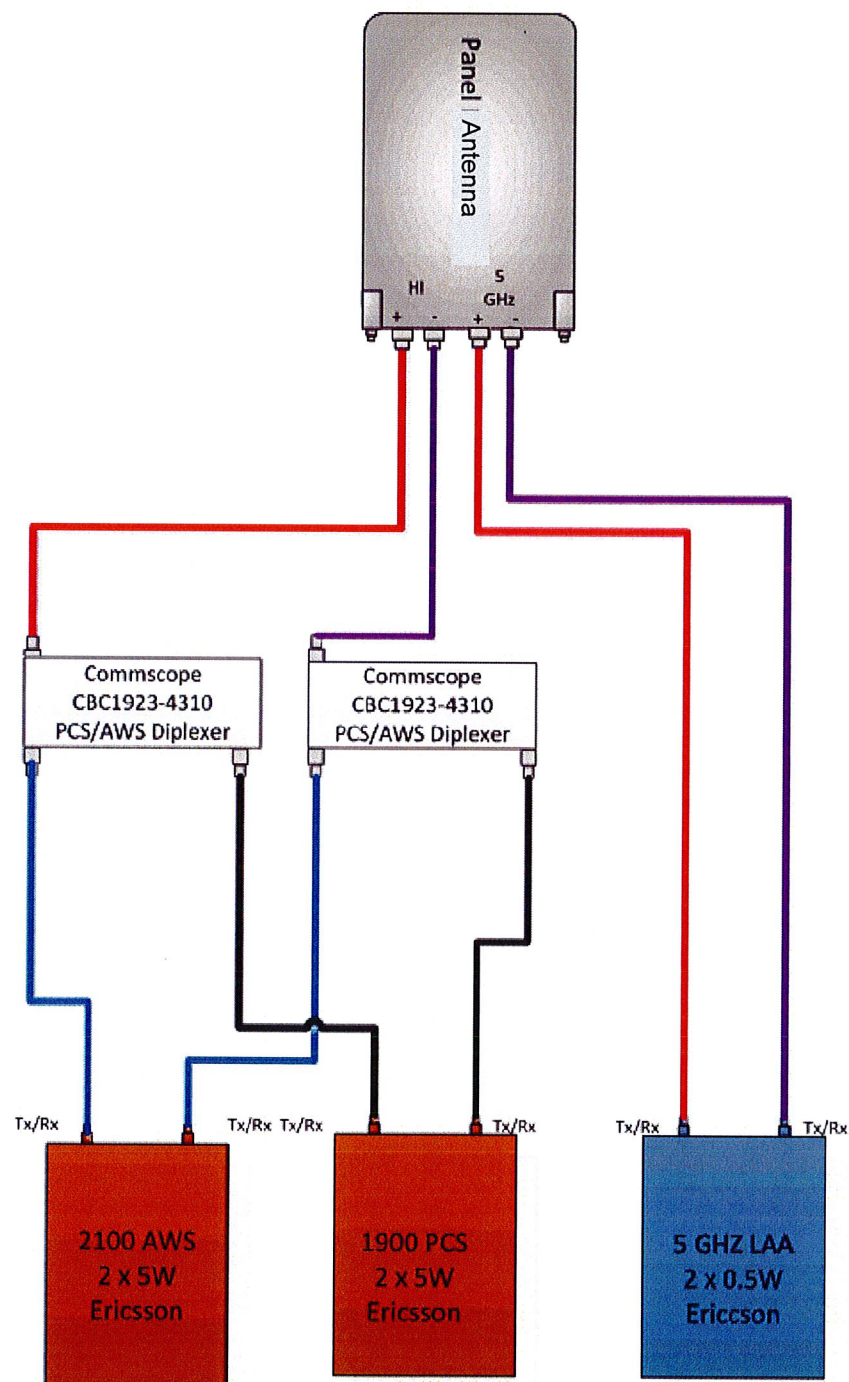 Panel Antenna
HI
5
GHz
+ - + -
Commscope
CBC1923-4310
PCS/AWS Diplexer
Commscope
CBC1923-4310
PCS/AWS Diplexer
Tx/Rx
Tx/Rx
Tx/Rx
Tx/Rx
Tx/Rx
Tx/Rx
2100 AWS
2 x 5W
Ericsson
1900 PCS
2 x 5W
Ericsson
5 GHZ LAA
2 x 0.5W
Ericcson